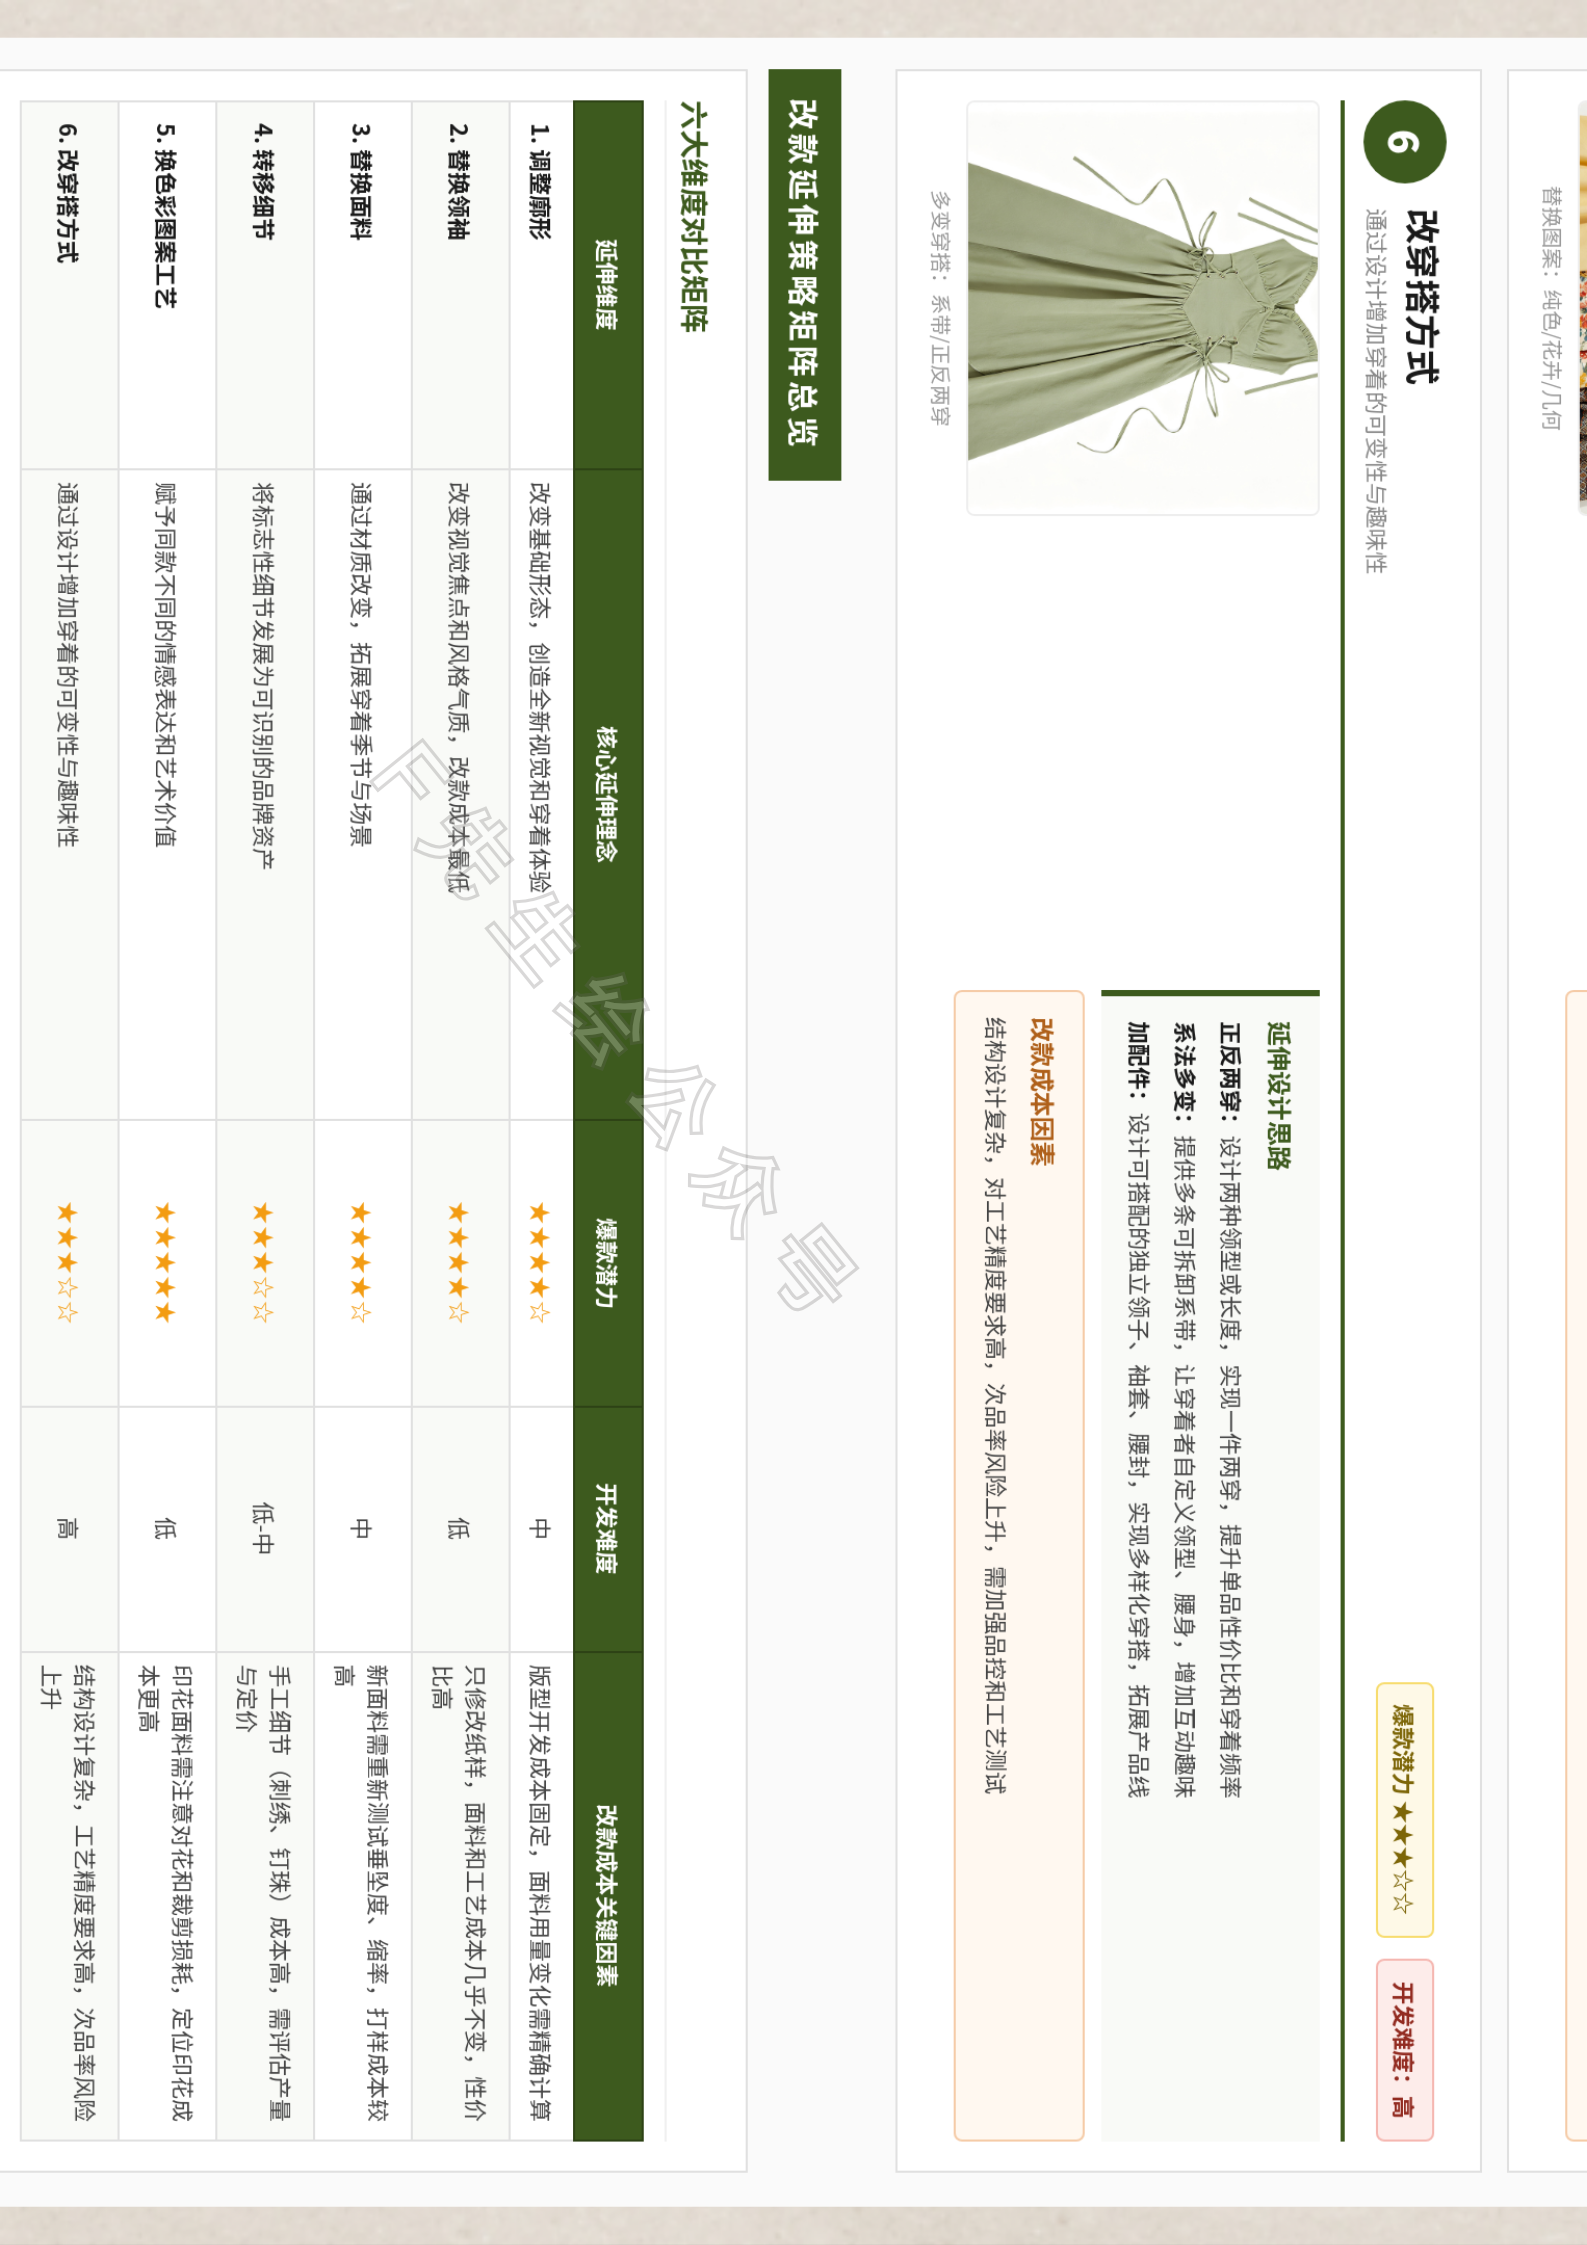 替换图案：纯色/花卉/几何
6
改穿搭方式
通过设计增加穿着的可变性与趣味性
爆款潜力 ★★★☆☆
开发难度：高
多变穿搭：系带/正反两穿
延伸设计思路
正反两穿：设计两种领型或长度，实现一件两穿，提升单品性价比和穿着频率
系法多变：提供多条可拆卸系带，让穿着者自定义领型、腰身，增加互动趣味
加配件：设计可搭配的独立领子、袖套、腰封，实现多样化穿搭，拓展产品线
改款成本因素
结构设计复杂，对工艺精度要求高，次品率风险上升，需加强品控和工艺测试
改款延伸策略矩阵总览
六大维度对比矩阵
延伸维度 核心延伸理念 爆款潜力 开发难度 改款成本关键因素
1. 调整廓形 改变基础形态，创造全新视觉和穿着体验 ★★★★☆ 中 版型开发成本固定，面料用量变化需精确计算
2. 替换领袖 改变视觉焦点和风格气质，改款成本最低 ★★★★☆ 低 只修改纸样，面料和工艺成本几乎不变，性价
比高
3. 替换面料 通过材质改变，拓展穿着季节与场景 ★★★★☆ 中 新面料需重新测试垂坠度、缩率，打样成本较
高
4. 转移细节 将标志性细节发展为可识别的品牌资产 ★★★☆☆ 低-中 手工细节（刺绣、钉珠）成本高，需评估产量
与定价
5. 换色彩图案工艺 赋予同款不同的情感表达和艺术价值 ★★★★★ 低 印花面料需注意对花和裁剪损耗，定位印花成
本更高
6. 改穿搭方式 通过设计增加穿着的可变性与趣味性 ★★★☆☆ 高 结构设计复杂，工艺精度要求高，次品率风险
上升